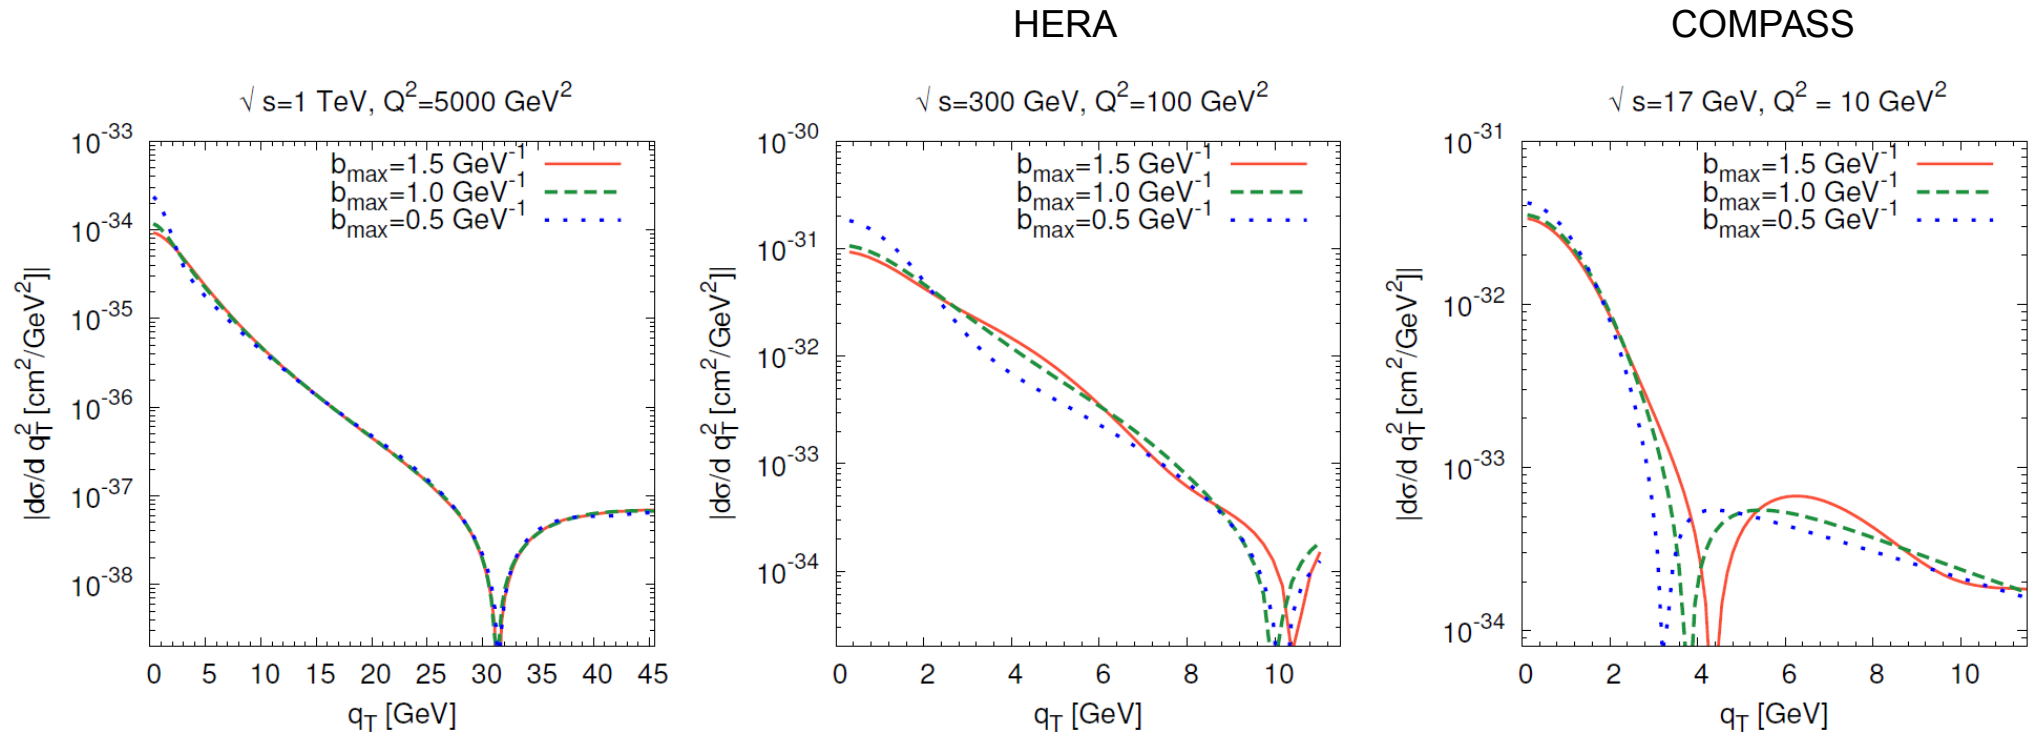 HERA
COMPASS
√ s=1 TeV, Q²=5000 GeV²
10⁻³³
10⁻³⁴
10⁻³⁵
10⁻³⁶
10⁻³⁷
10⁻³⁸
|dσ/d q_T² [cm²/GeV²]|
b_max=1.5 GeV⁻¹
b_max=1.0 GeV⁻¹
b_max=0.5 GeV⁻¹
0 5 10 15 20 25 30 35 40 45
q_T [GeV]
√ s=300 GeV, Q²=100 GeV²
10⁻³⁰
10⁻³¹
10⁻³²
10⁻³³
10⁻³⁴
|dσ/d q_T² [cm²/GeV²]|
b_max=1.5 GeV⁻¹
b_max=1.0 GeV⁻¹
b_max=0.5 GeV⁻¹
0 2 4 6 8 10
q_T [GeV]
√ s=17 GeV, Q² = 10 GeV²
10⁻³¹
10⁻³²
10⁻³³
10⁻³⁴
|dσ/d q_T² [cm²/GeV²]|
b_max=1.5 GeV⁻¹
b_max=1.0 GeV⁻¹
b_max=0.5 GeV⁻¹
0 2 4 6 8 10
q_T [GeV]